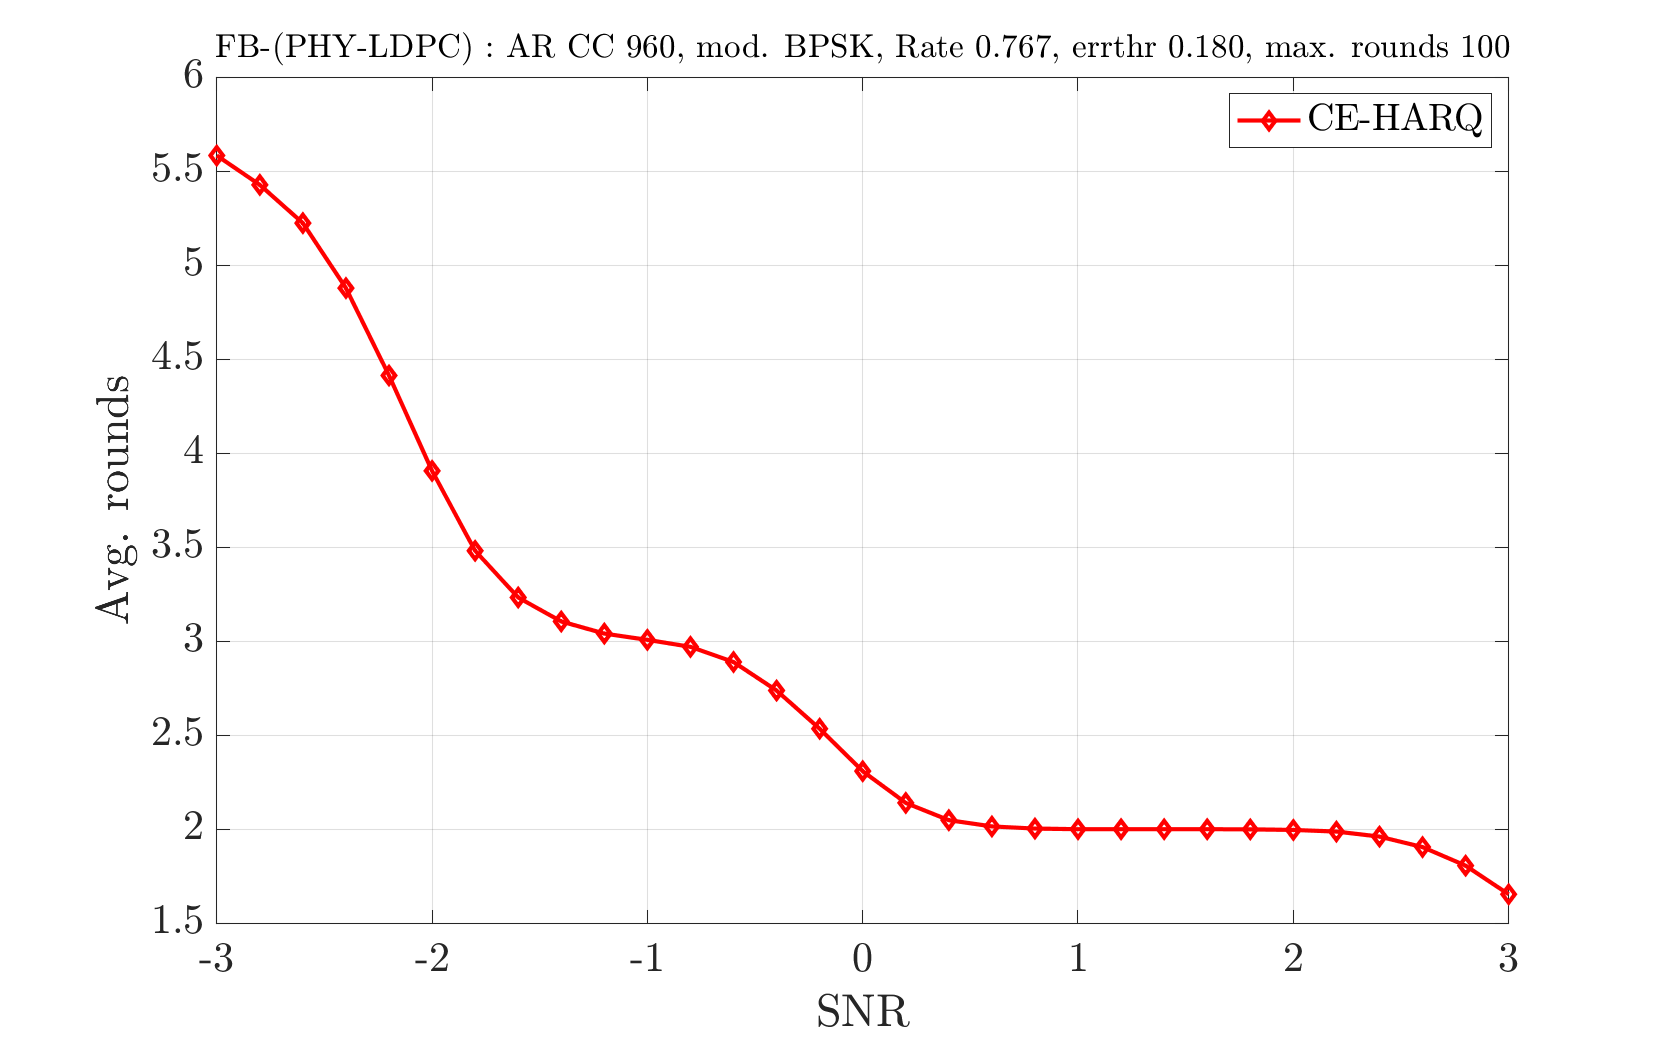 FB-(PHY-LDPC) : AR CC 960, mod. BPSK, Rate 0.767, errthr 0.180, max. rounds 100
CE-HARQ
6
5.5
5
4.5
4
3.5
3
2.5
2
1.5
Avg. rounds
-3 -2 -1 0 1 2 3
SNR